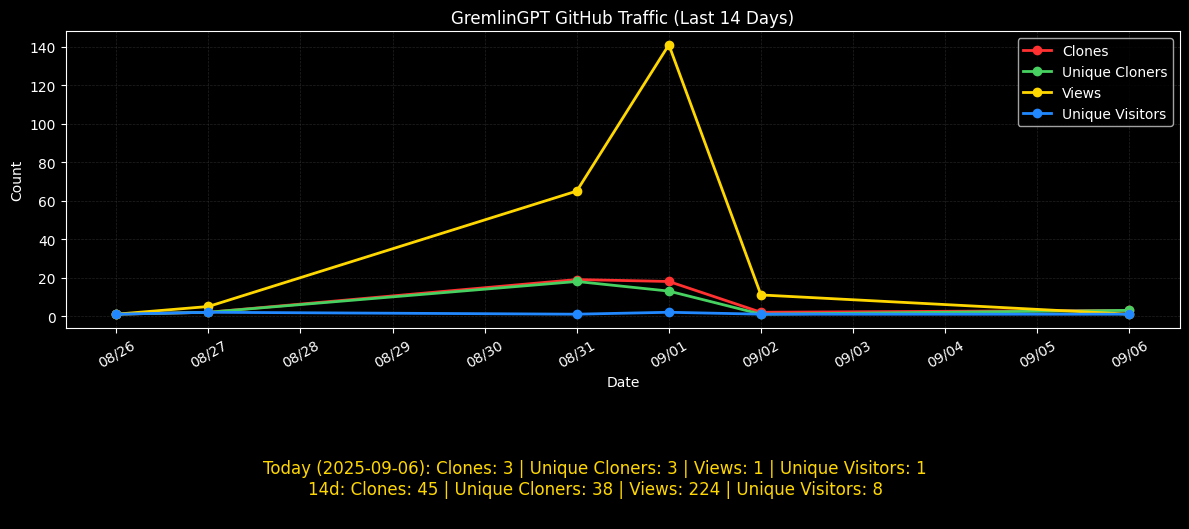 GremlinGPT GitHub Traffic (Last 14 Days)
Clones
Unique Cloners
Views
Unique Visitors
Count
140
120
100
80
60
40
20
0
08/26 08/27 08/28 08/29 08/30 08/31 09/01 09/02 09/03 09/04 09/05 09/06
Date
Today (2025-09-06): Clones: 3 | Unique Cloners: 3 | Views: 1 | Unique Visitors: 1
14d: Clones: 45 | Unique Cloners: 38 | Views: 224 | Unique Visitors: 8